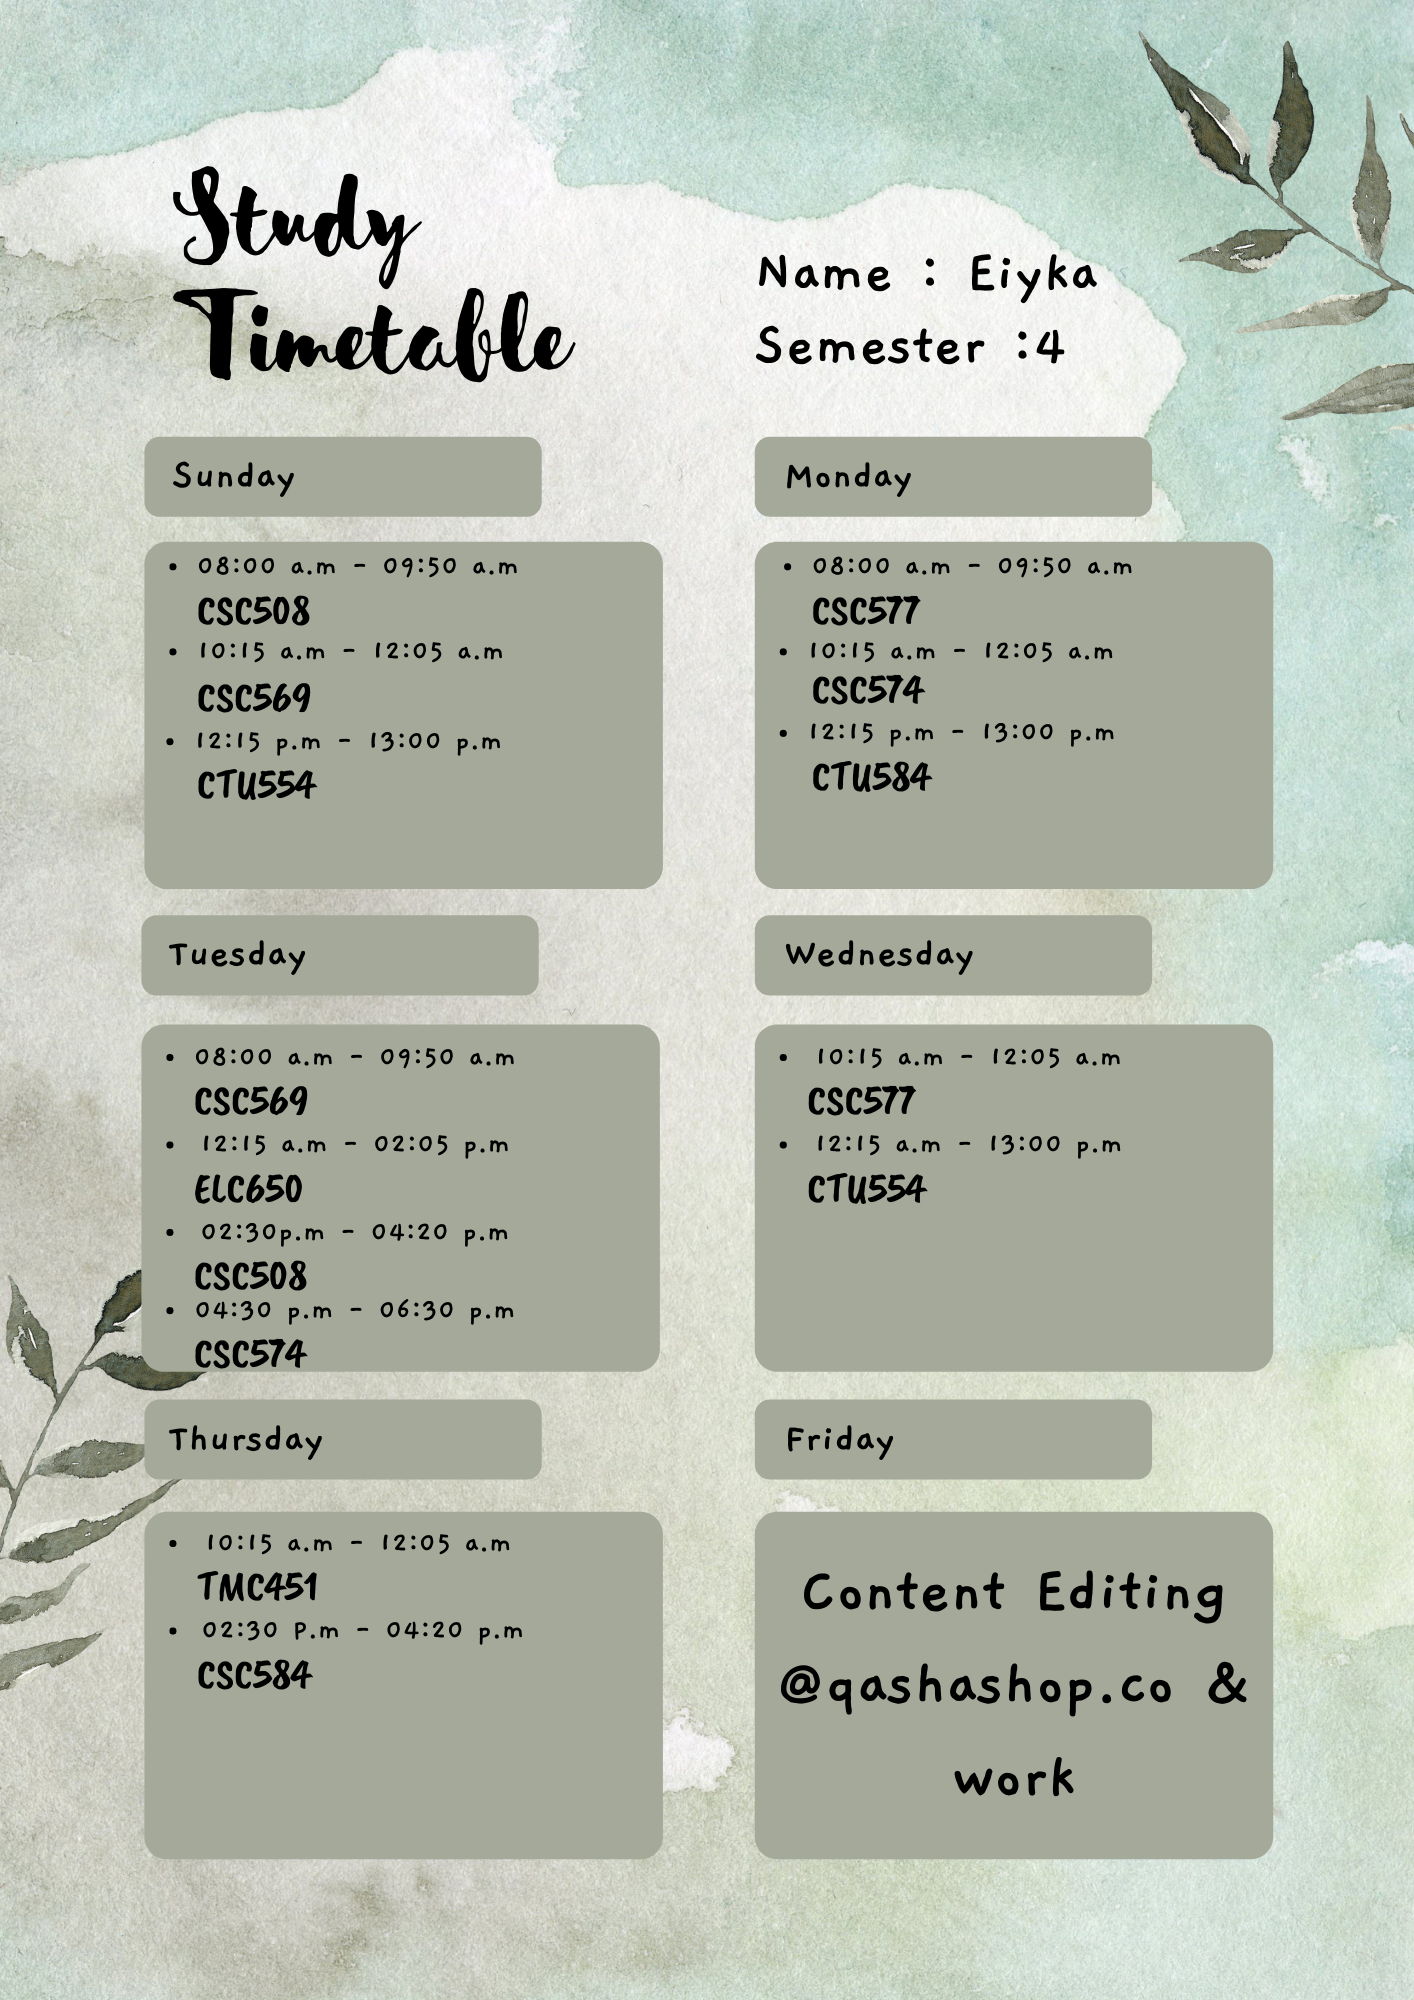 Study
Timetable
Name : Eiyka
Semester :4
Sunday
• 08:00 a.m - 09:50 a.m
CSC508
• 10:15 a.m - 12:05 a.m
CSC569
• 12:15 p.m - 13:00 p.m
CTU554
Monday
• 08:00 a.m - 09:50 a.m
CSC577
• 10:15 a.m - 12:05 a.m
CSC574
• 12:15 p.m - 13:00 p.m
CTU584
Tuesday
• 08:00 a.m - 09:50 a.m
CSC569
• 12:15 a.m - 02:05 p.m
ELC650
• 02:30p.m - 04:20 p.m
CSC508
• 04:30 p.m - 06:30 p.m
CSC574
Wednesday
• 10:15 a.m - 12:05 a.m
CSC577
• 12:15 a.m - 13:00 p.m
CTU554
Thursday
• 10:15 a.m - 12:05 a.m
TMC451
• 02:30 P.m - 04:20 p.m
CSC584
Friday
Content Editing
@qashashop.co &
work